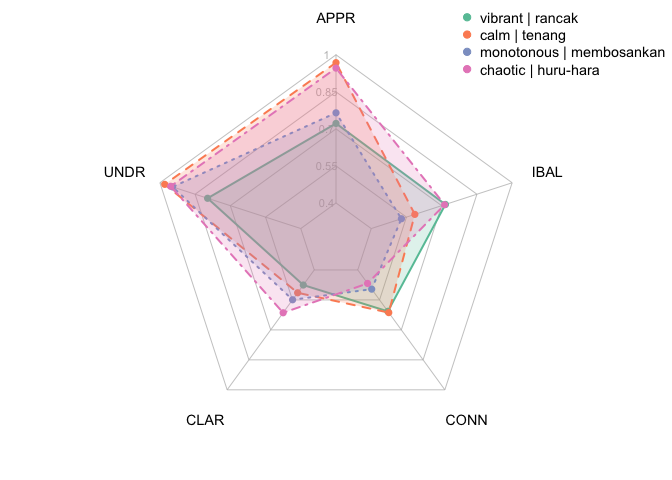 APPR
vibrant | rancak
calm | tenang
monotonous | membosankan
chaotic | huru-hara
1
0.85
0.55
0.4
UNDR
IBAL
CLAR
CONN